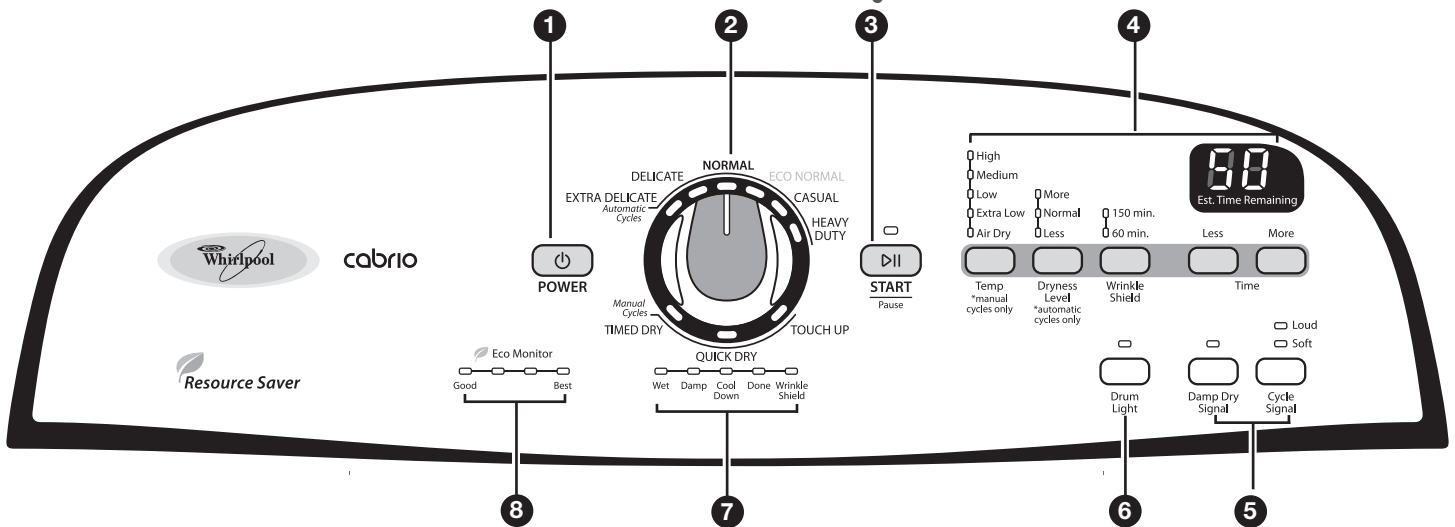 1
2
3
4
NORMAL
DELICATE
ECO NORMAL
EXTRA DELICATE
CASUAL
Automatic
Cycles
HEAVY
DUTY
Whirlpool
cabrio
POWER
START
Pause
Manual
Cycles
TIMED DRY
TOUCH UP
QUICK DRY
High
Medium
Low
Extra Low
Air Dry
More
Normal
Less
150 min.
60 min.
50
Est. Time Remaining
Less
More
Temp
*manual
cycles only
Dryness
Level
*automatic
cycles only
Wrinkle
Shield
Time
Resource Saver
Eco Monitor
Good
Best
Wet
Damp
Cool
Down
Done
Wrinkle
Shield
Loud
Soft
Drum
Light
Damp Dry
Signal
Cycle
Signal
8
7
6
5